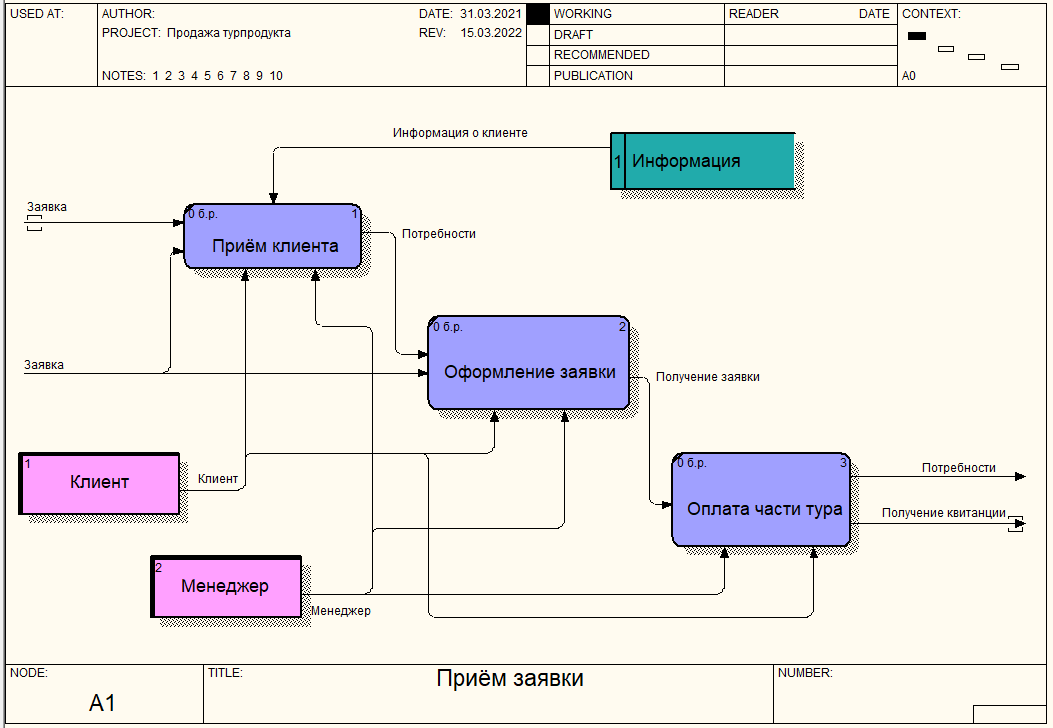 USED AT:
AUTHOR:
DATE: 31.03.2021
WORKING
READER
DATE
CONTEXT:
PROJECT: Продажа турпродукта
REV: 15.03.2022
DRAFT
RECOMMENDED
NOTES: 1 2 3 4 5 6 7 8 9 10
PUBLICATION
A0
Информация о клиенте
1
Информация
Заявка
0 б.р.
1
Приём клиента
Потребности
0 б.р.
2
Заявка
Оформление заявки
Получение заявки
1
Клиент
Клиент
0 б.р.
3
Потребности
Оплата части тура
Получение квитанции
2
Менеджер
Менеджер
NODE:
TITLE:
NUMBER:
A1
Приём заявки